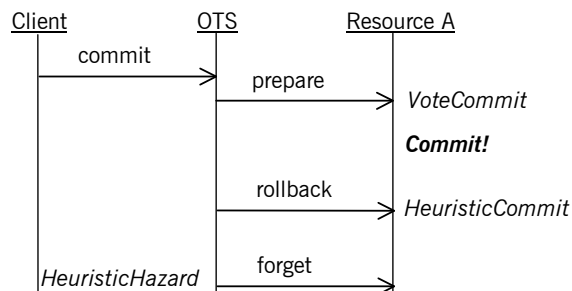 Client OTS Resource A
commit
prepare
VoteCommit
Commit!
rollback
HeuristicCommit
forget
HeuristicHazard